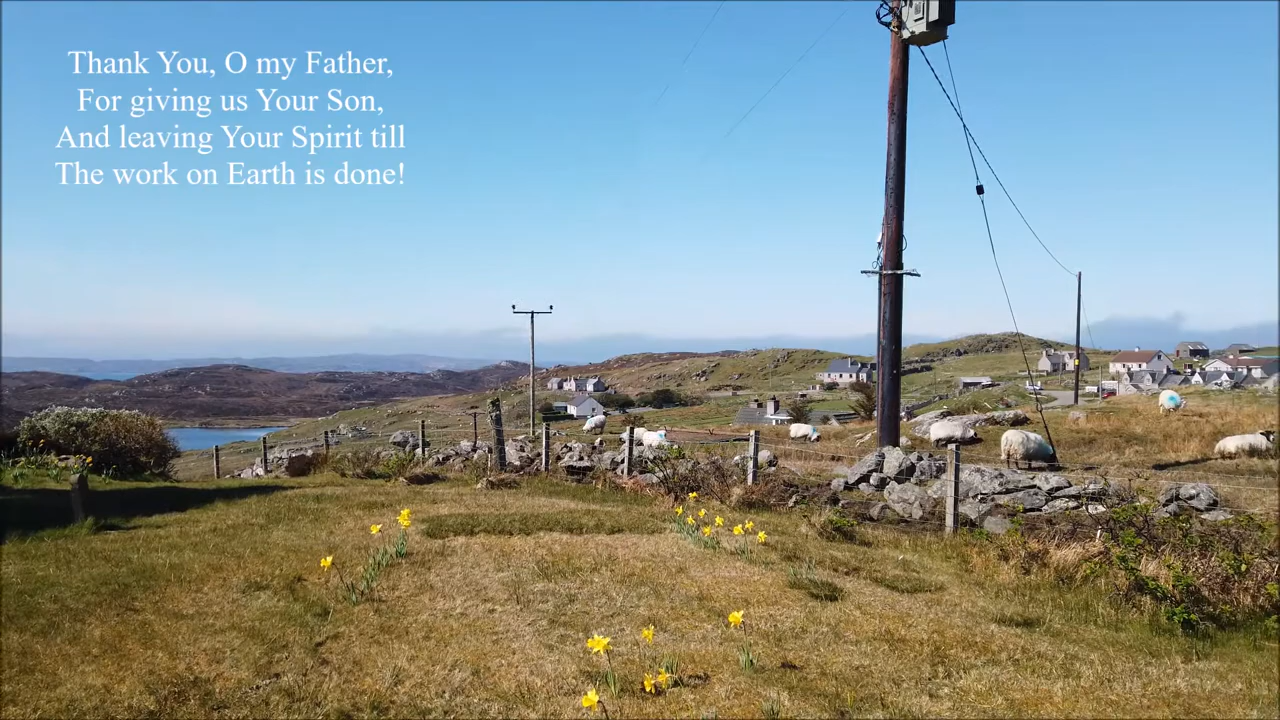 Thank You, O my Father,
For giving us Your Son,
And leaving Your Spirit till
The work on Earth is done!